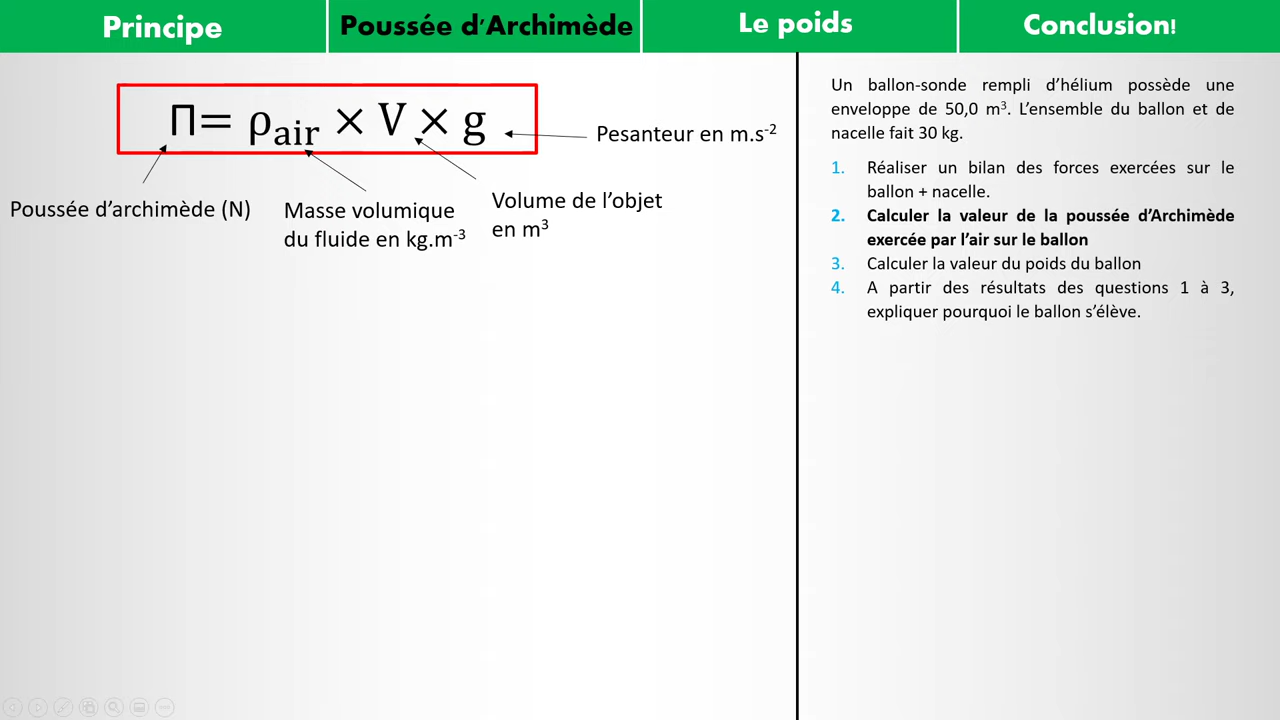 Principe
Poussée d'Archimède
Le poids
Conclusion!
Π= ρair × V × g
Pesanteur en m.s-2
Poussée d'archimède (N)
Masse volumique
du fluide en kg.m-3
Volume de l'objet
en m3
Un ballon-sonde rempli d'hélium possède une
enveloppe de 50,0 m3. L'ensemble du ballon et de
nacelle fait 30 kg.
1. Réaliser un bilan des forces exercées sur le
ballon + nacelle.
2. Calculer la valeur de la poussée d'Archimède
exercée par l'air sur le ballon
3. Calculer la valeur du poids du ballon
4. A partir des résultats des questions 1 à 3,
expliquer pourquoi le ballon s'élève.